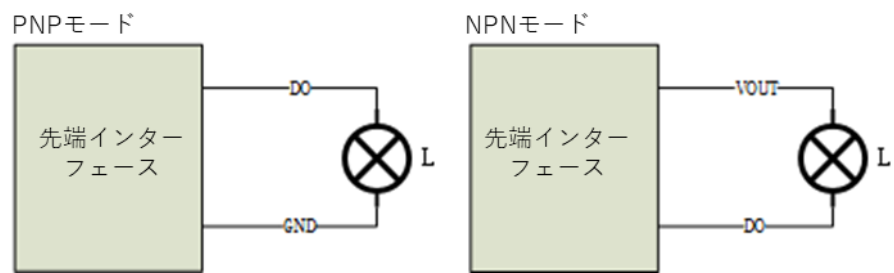 PNPモード
先端インター
フェース
DO
L
GND
NPNモード
先端インター
フェース
VOUT
L
DO